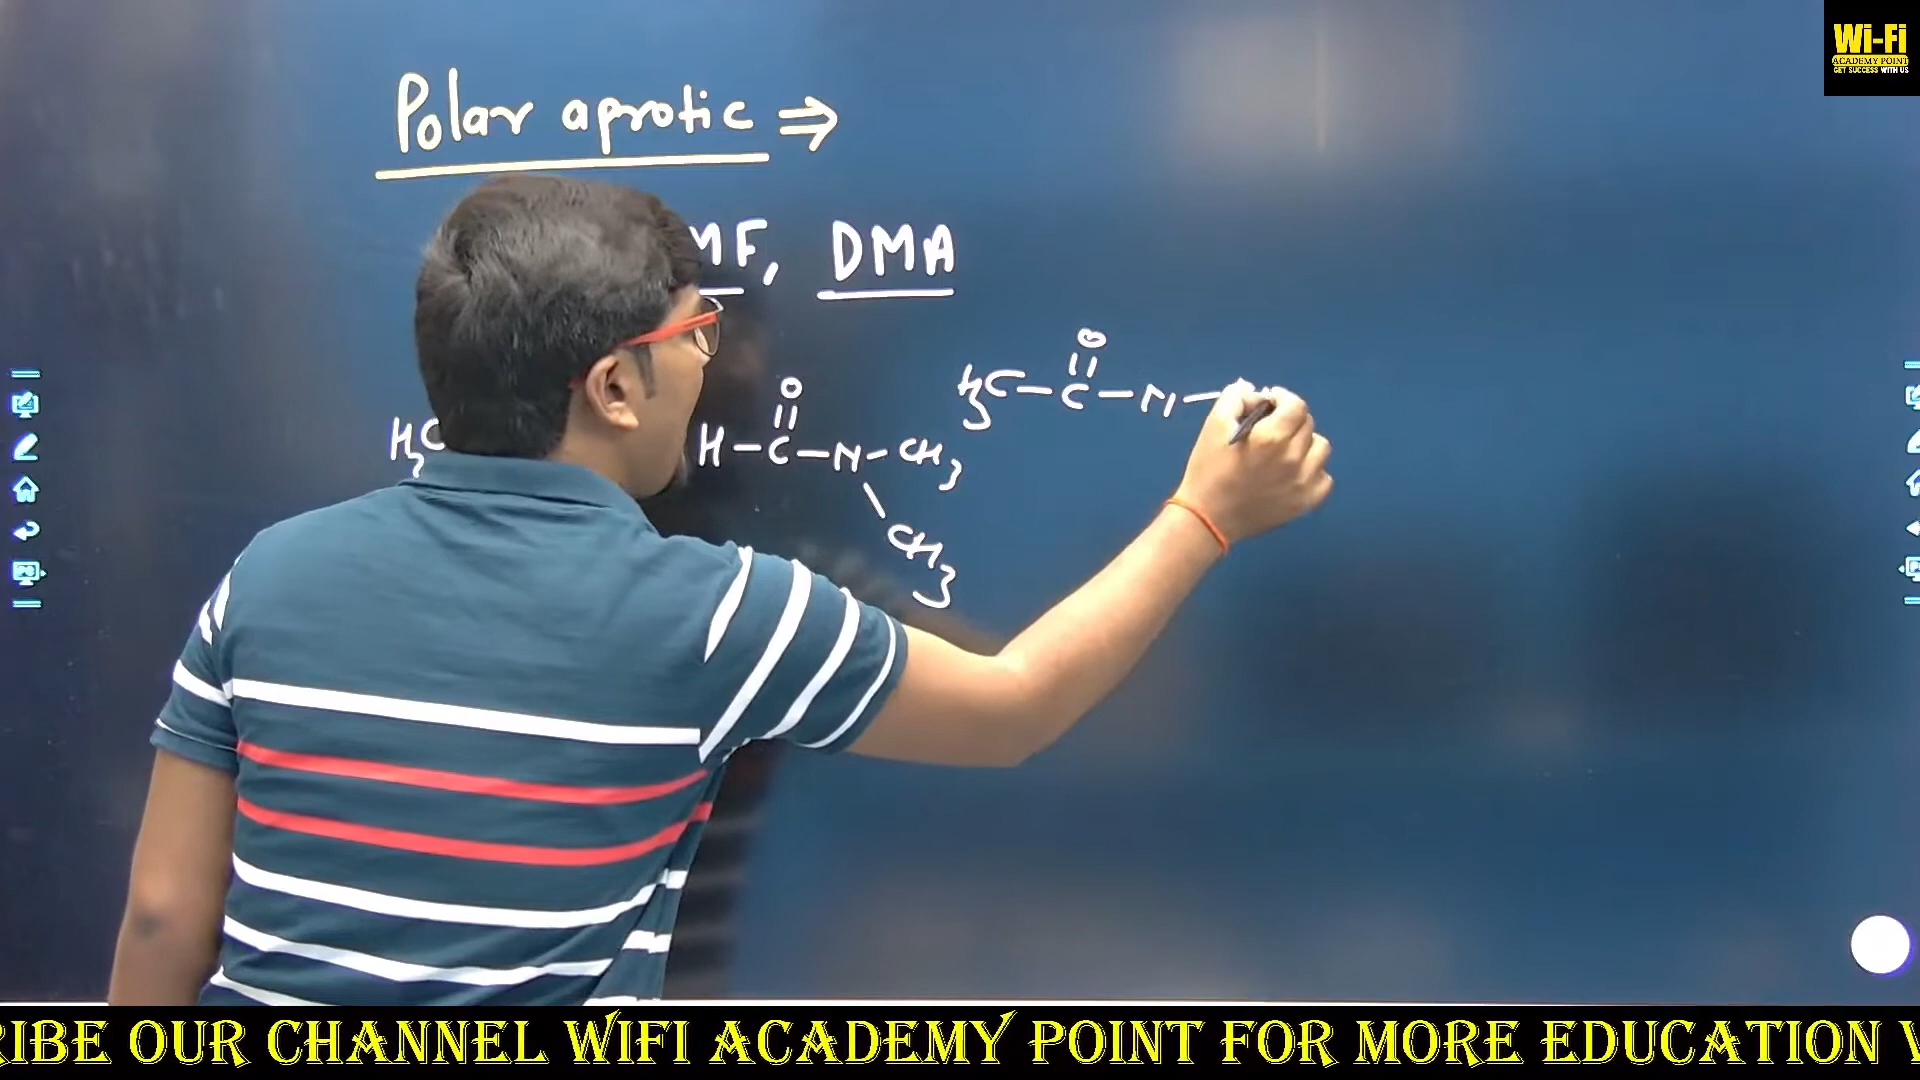 Wi-Fi
ACADEMY POINT
GET SUCCESS WITH US
Polar aprotic ⇒
MF, DMA
O
H₃C–C–N–
O
H₃C
H–C–N–CH₃
CH₃
RIBE OUR CHANNEL WIFI ACADEMY POINT FOR MORE EDUCATION V